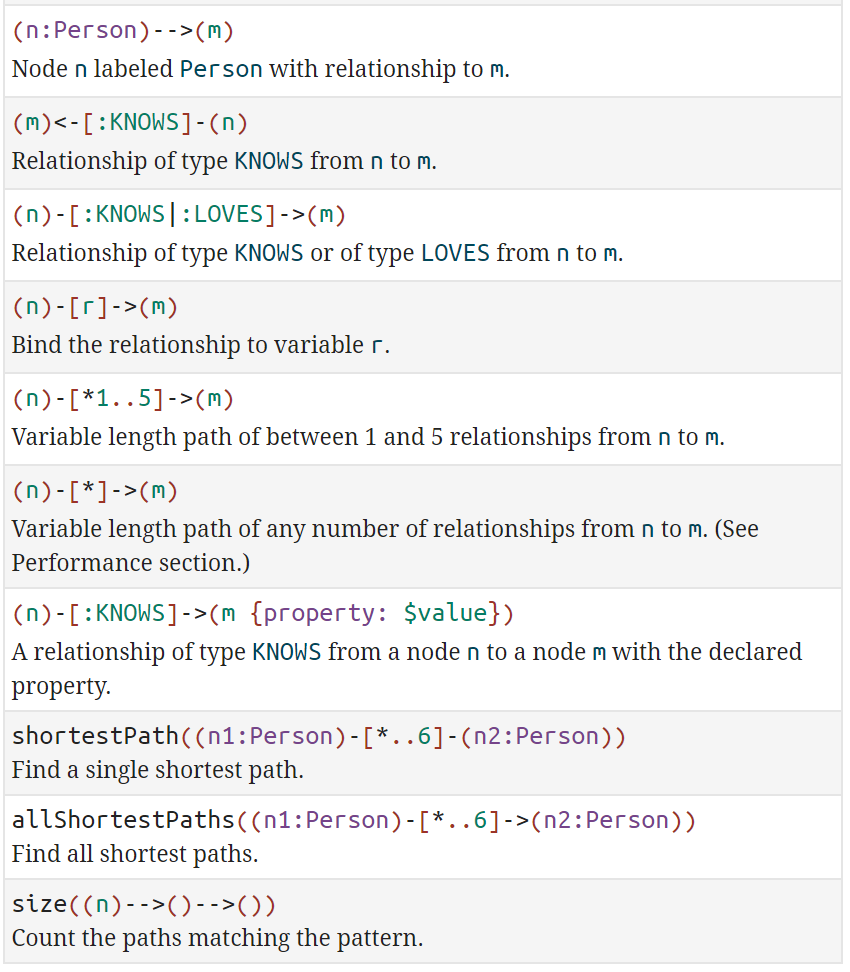 (n:Person)-->(m)
Node n labeled Person with relationship to m.
(m)<-[:KNOWS]-(n)
Relationship of type KNOWS from n to m.
(n)-[:KNOWS|:LOVES]->(m)
Relationship of type KNOWS or of type LOVES from n to m.
(n)-[r]->(m)
Bind the relationship to variable r.
(n)-[*1..5]->(m)
Variable length path of between 1 and 5 relationships from n to m.
(n)-[*]->(m)
Variable length path of any number of relationships from n to m. (See
Performance section.)
(n)-[:KNOWS]->(m {property: $value})
A relationship of type KNOWS from a node n to a node m with the declared
property.
shortestPath((n1:Person)-[*..6]-(n2:Person))
Find a single shortest path.
allShortestPaths((n1:Person)-[*..6]->(n2:Person))
Find all shortest paths.
size((n)-->()-->())
Count the paths matching the pattern.